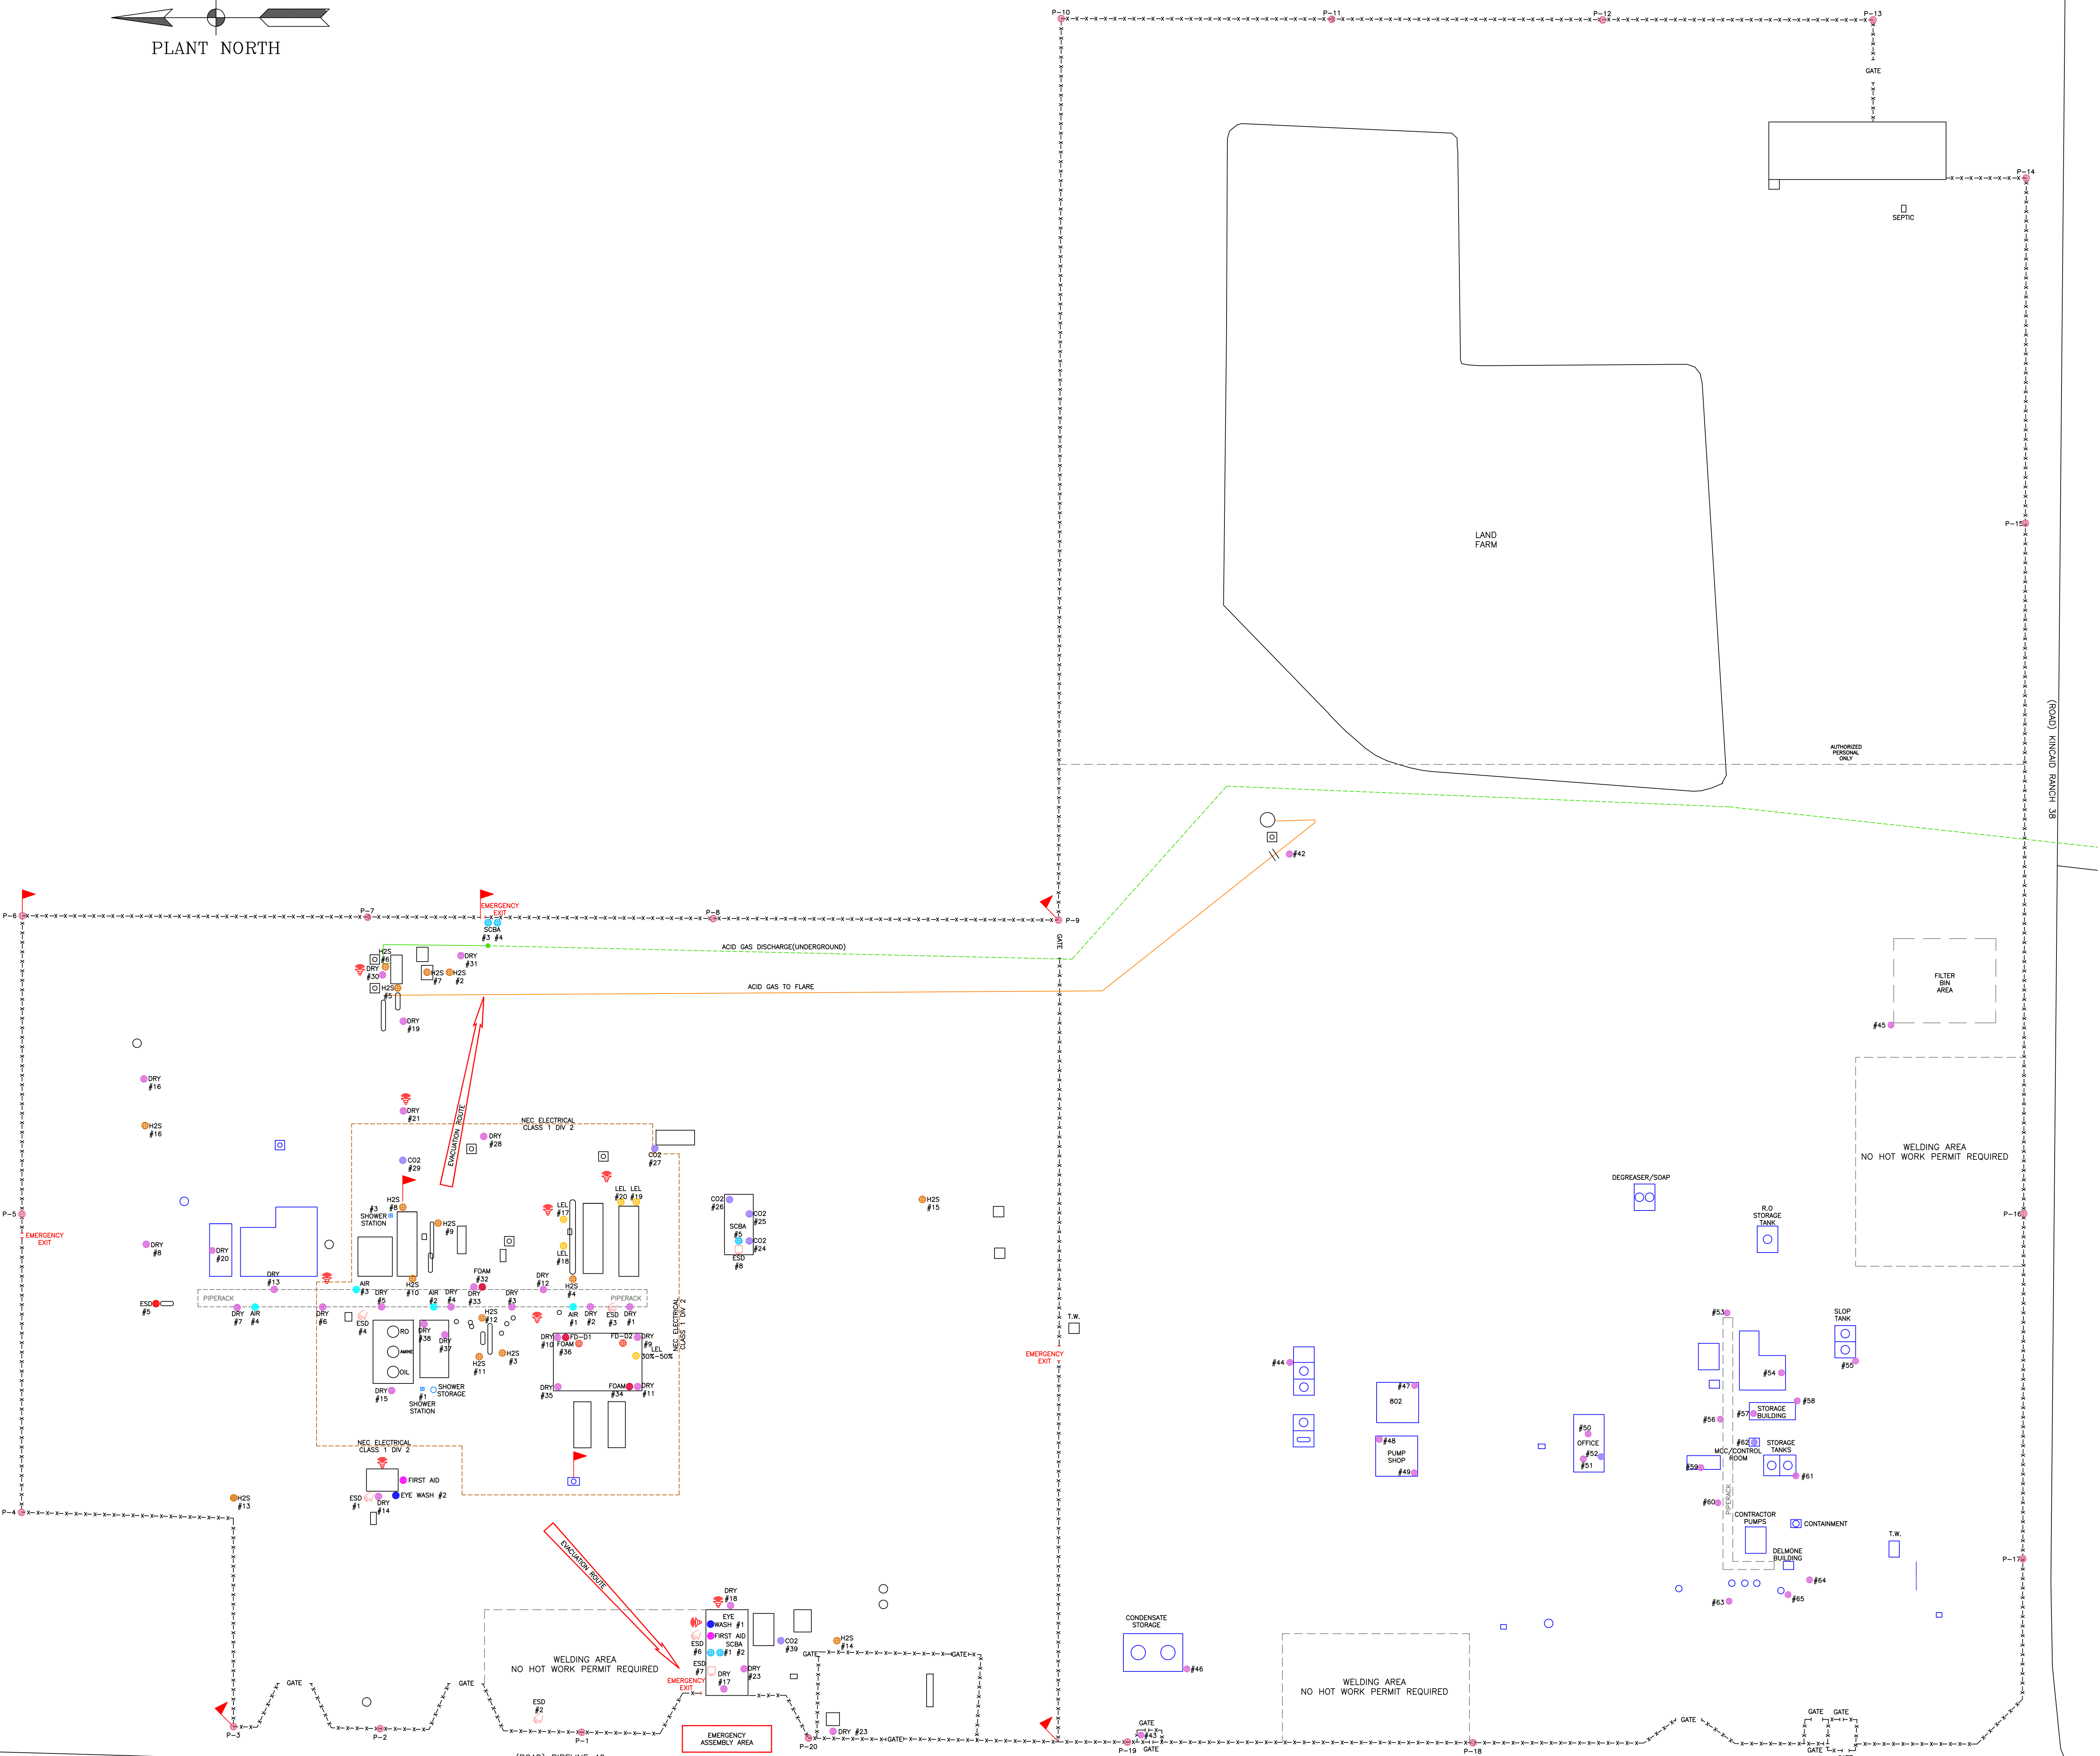 PLANT NORTH
P-10
P-11
P-12
P-13
GATE
P-14
SEPTIC
LAND
FARM
P-15
(ROAD) KINCAID RANCH 38
AUTHORIZED
PERSONAL
ONLY
#42
P-6
P-7
EMERGENCY
EXIT
SCBA
#3 #4
P-8
P-9
GATE
ACID GAS DISCHARGE(UNDERGROUND)
ACID GAS TO FLARE
H2S
#6
DRY
#30
H2S
#5
H2S
#7
H2S
#2
DRY
#31
DRY
#19
FILTER
BIN
AREA
#45
DRY
#16
H2S
#16
DRY
#21
EVACUATION ROUTE
NEC ELECTRICAL
CLASS 1 DIV 2
DRY
#28
CO2
#27
CO2
#29
WELDING AREA
NO HOT WORK PERMIT REQUIRED
DEGREASER/SOAP
R.O
STORAGE
TANK
P-16
P-5
EMERGENCY
EXIT
DRY
#8
DRY
#20
#3
SHOWER
STATION
H2S
#8
H2S
#9
LEL
#17
LEL
#18
LEL
#20
LEL
#19
CO2
#26
CO2
#25
SCBA
#5
CO2
#24
ESD
#8
H2S
#15
DRY
#13
AIR
#3
H2S
#10
FOAM
#32
DRY
#33
DRY
#12
H2S
#4
PIPERACK
PIPERACK
ESD
#5
DRY
#7
AIR
#4
DRY
#6
DRY
#5
AIR
#2
DRY
#4
DRY
#3
AIR
#1
DRY
#2
ESD
#3
DRY
#1
ESD
#4
RO
AMINE
OIL
DRY
#38
DRY
#37
H2S
#12
H2S
#11
H2S
#3
DRY
#10
FD-D1
FOAM
#36
FD-D2
DRY
#9
LEL
30%-50%
NEC ELECTRICAL
CLASS 1 DIV 2
DRY
#15
#1
SHOWER
STATION
SHOWER
STORAGE
DRY
#35
FOAM
#34
DRY
#11
T.W.
EMERGENCY
EXIT
#44
#47
802
#48
PUMP
SHOP
#49
#50
OFFICE
#52
#51
#53
SLOP
TANK
#55
#54
#58
#57
STORAGE
BUILDING
#56
#62
MCC/CONTROL
ROOM
STORAGE
TANKS
#59
#61
#60
PIPERACK
CONTRACTOR
PUMPS
CONTAINMENT
T.W.
DELMONE
BUILDING
#64
#65
#63
P-17
NEC ELECTRICAL
CLASS 1 DIV 2
FIRST AID
EYE WASH #2
ESD
#1
DRY
#14
H2S
#13
P-4
EVACUATION ROUTE
DRY
#18
EYE
WASH #1
FIRST AID
ESD
#6
SCBA
#1 #2
ESD
#7
DRY
#17
DRY
#23
CO2
#39
H2S
#14
GATE
GATE
EMERGENCY
EXIT
WELDING AREA
NO HOT WORK PERMIT REQUIRED
CONDENSATE
STORAGE
#46
WELDING AREA
NO HOT WORK PERMIT REQUIRED
GATE
GATE
P-3
P-2
ESD
#2
P-1
EMERGENCY
ASSEMBLY AREA
DRY #23
P-20
GATE
GATE
#43
P-19
GATE
P-18
GATE
GATE
GATE
GATE